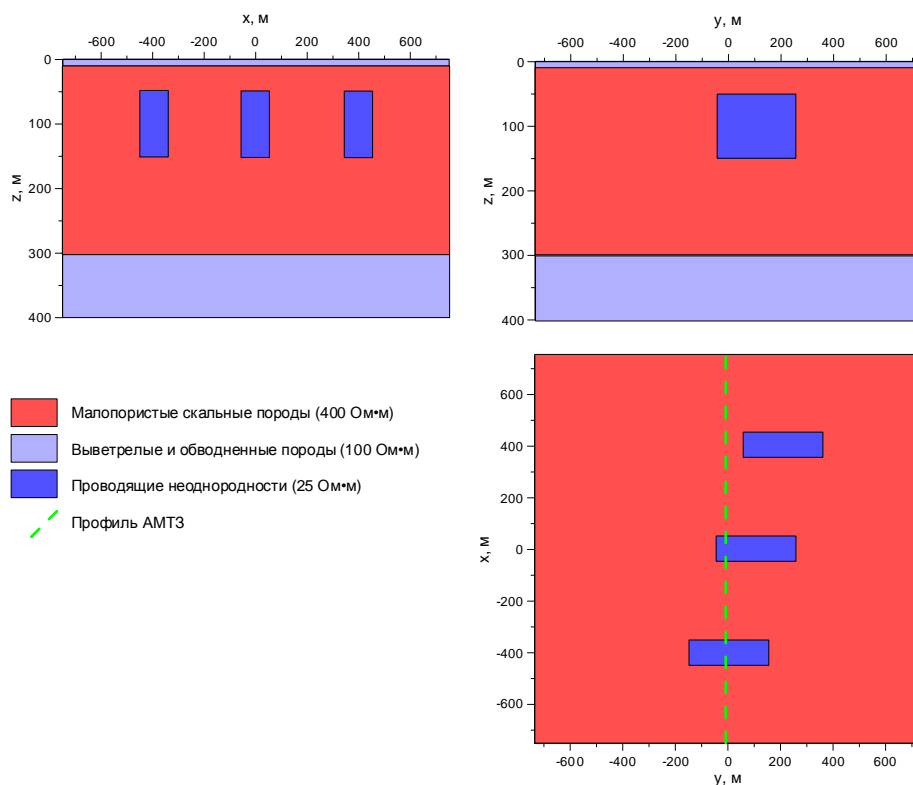 x, м
-600 -400 -200 0 200 400 600
0
100
200
300
400
z, м
y, м
-600 -400 -200 0 200 400 600
0
100
200
300
400
z, м
Малопористые скальные породы (400 Ом•м)
Выветрелые и обводненные породы (100 Ом•м)
Проводящие неоднородности (25 Ом•м)
Профиль АМТЗ
600
400
200
0
-200
-400
-600
x, м
-600 -400 -200 0 200 400 600
y, м